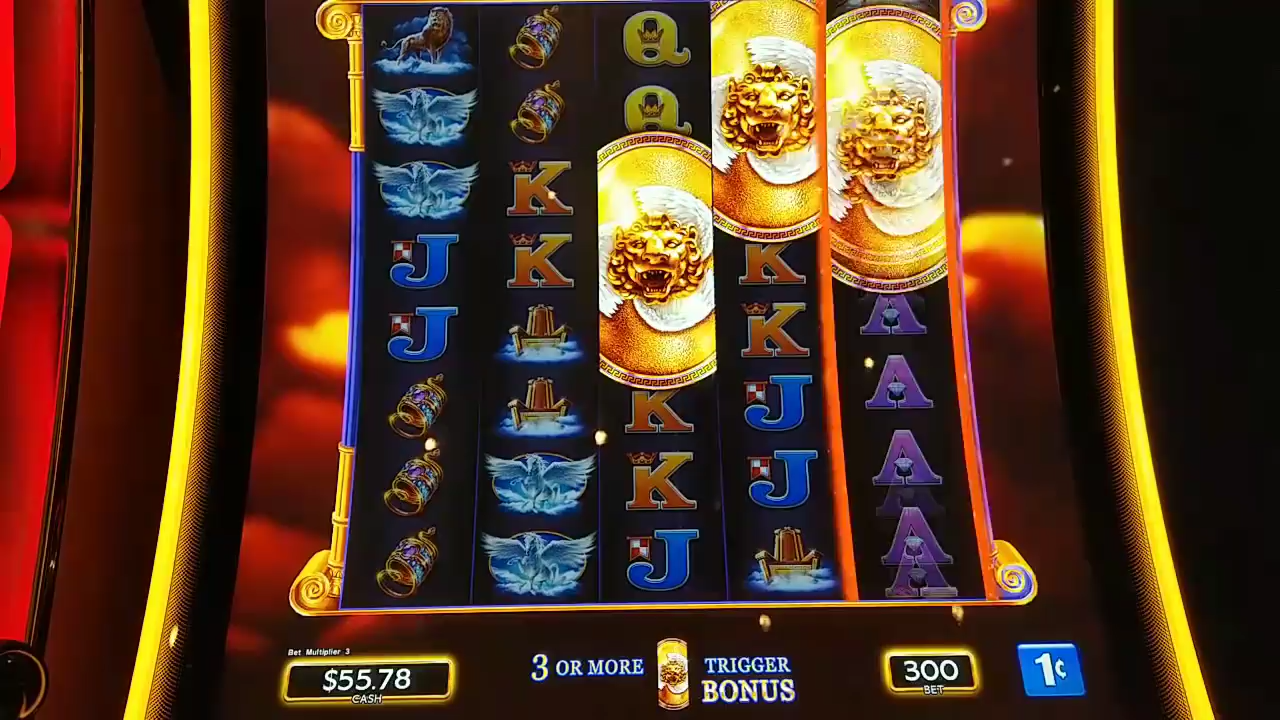 Q
Q
K
K
J
K
J
K
A
J
K
J
A
K
J
A
J
A
A
Bet Multiplier 3
$55.78
CASH
3 OR MORE
TRIGGER
BONUS
300
BET
1¢